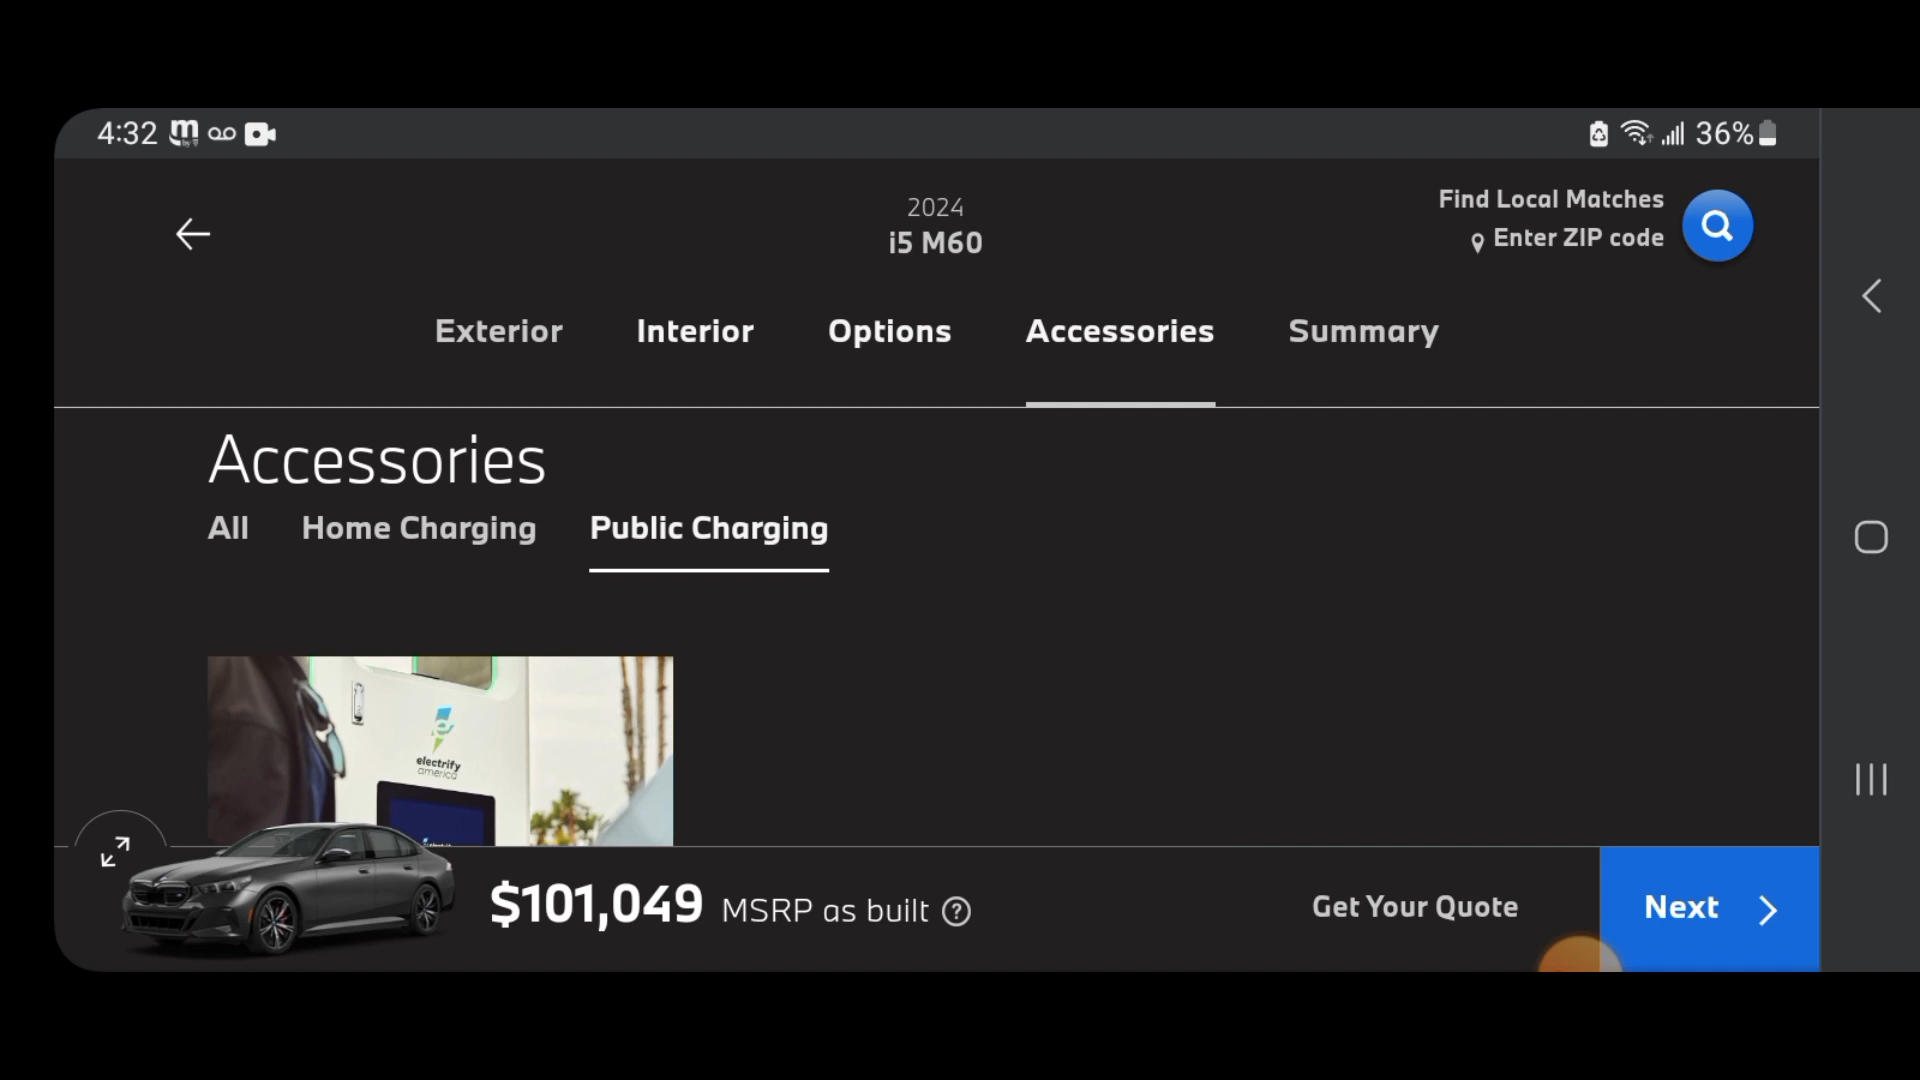 4:32
36%
2024
i5 M60
Find Local Matches
Enter ZIP code
Exterior
Interior
Options
Accessories
Summary
Accessories
All
Home Charging
Public Charging
electrify
america
$101,049 MSRP as built
Get Your Quote
Next